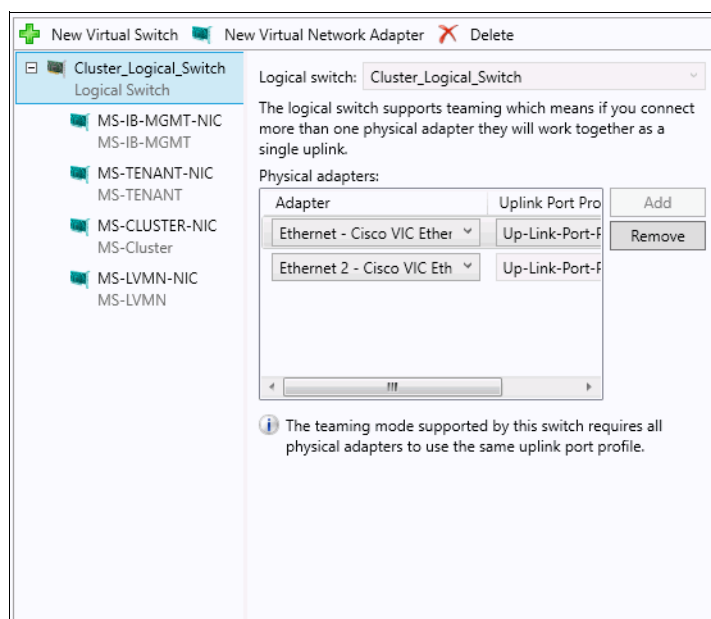 New Virtual Switch New Virtual Network Adapter Delete
Cluster_Logical_Switch
Logical Switch
MS-IB-MGMT-NIC
MS-IB-MGMT
MS-TENANT-NIC
MS-TENANT
MS-CLUSTER-NIC
MS-Cluster
MS-LVMN-NIC
MS-LVMN
Logical switch: Cluster_Logical_Switch
The logical switch supports teaming which means if you connect
more than one physical adapter they will work together as a
single uplink.
Physical adapters:
Adapter Uplink Port Pro
Ethernet - Cisco VIC Ether Up-Link-Port-P
Ethernet 2 - Cisco VIC Eth Up-Link-Port-P
Add
Remove
The teaming mode supported by this switch requires all
physical adapters to use the same uplink port profile.